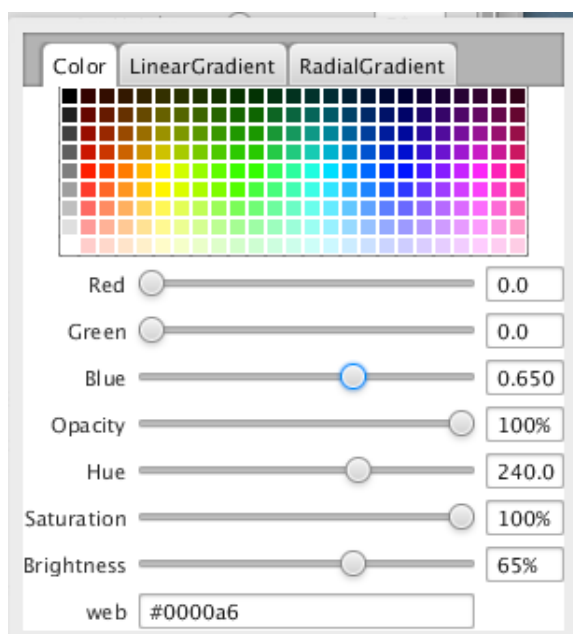 Color LinearGradient RadialGradient
Red 0.0
Green 0.0
Blue 0.650
Opacity 100%
Hue 240.0
Saturation 100%
Brightness 65%
web #0000a6